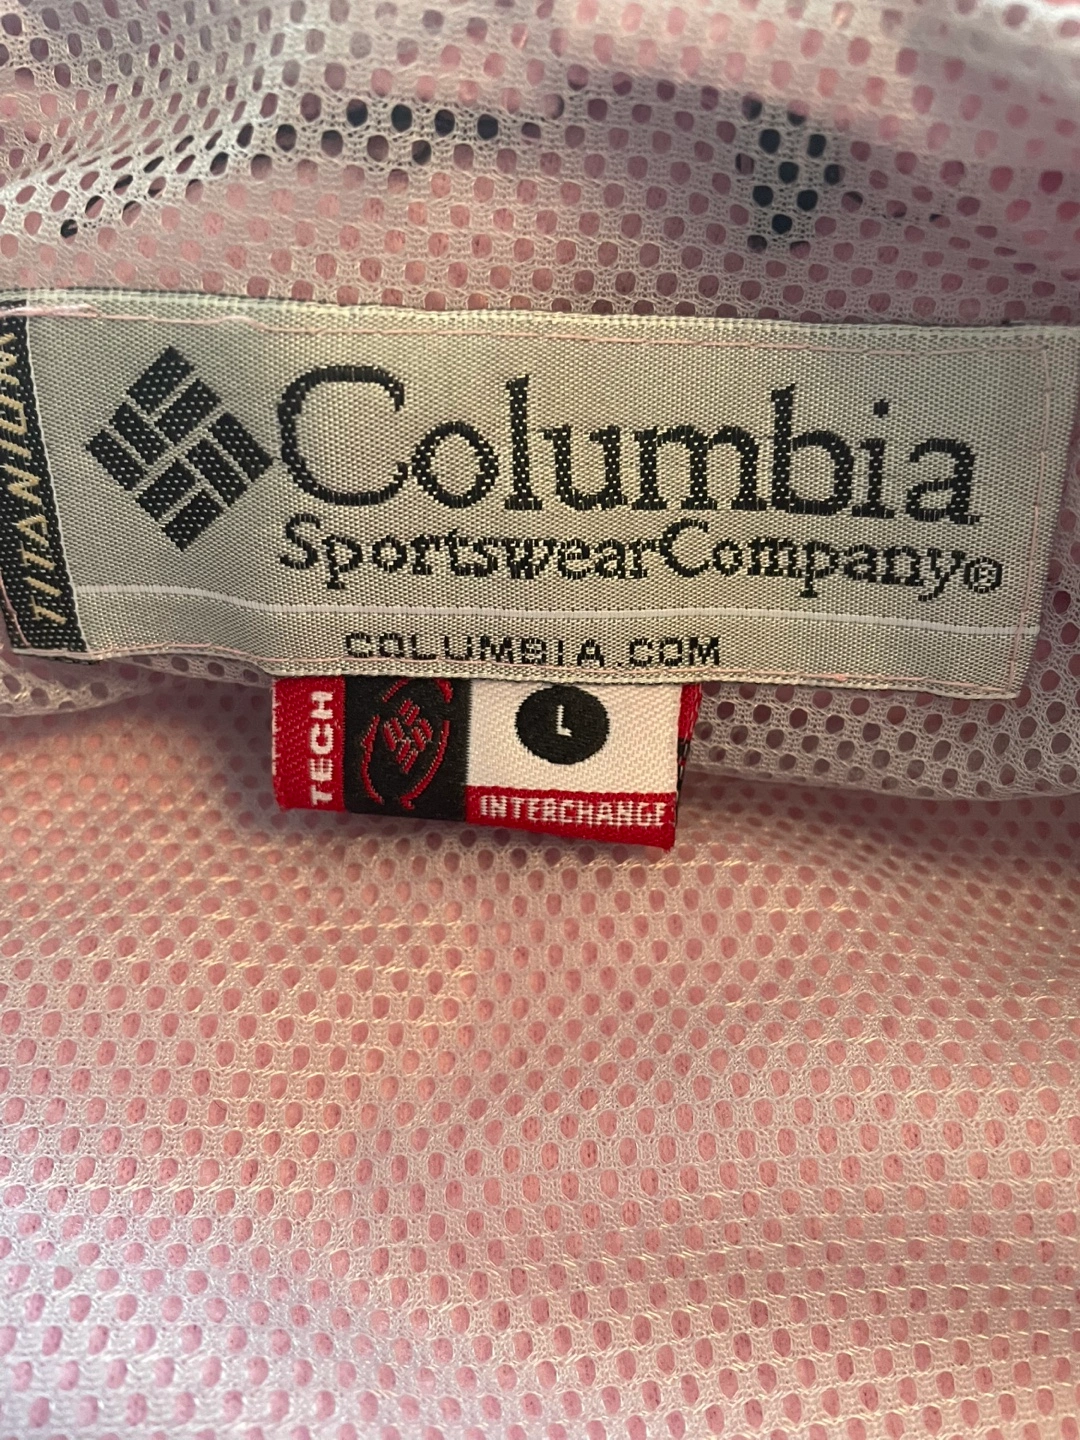 TITANIUM
Columbia
SportswearCompany®
COLUMBIA.COM
TECH
L
INTERCHANGE